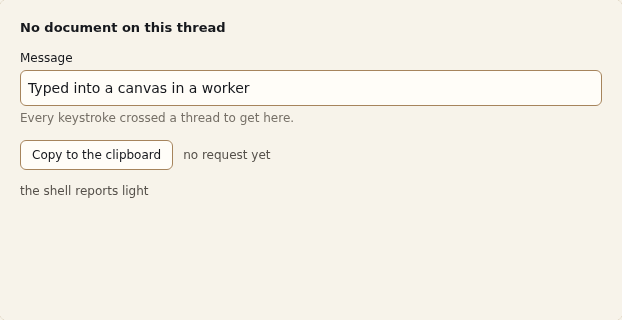 No document on this thread
Message
Typed into a canvas in a worker
Every keystroke crossed a thread to get here.
Copy to the clipboard no request yet
the shell reports light